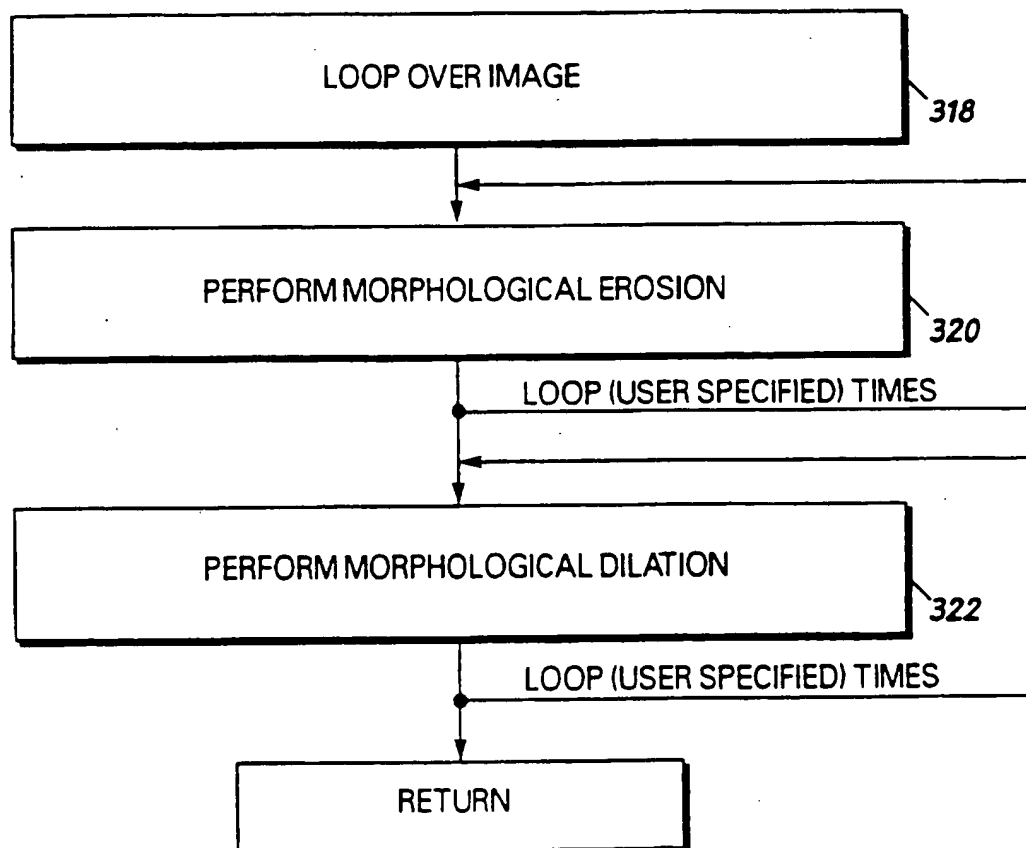 LOOP OVER IMAGE
318
PERFORM MORPHOLOGICAL EROSION
320
LOOP (USER SPECIFIED) TIMES
PERFORM MORPHOLOGICAL DILATION
322
LOOP (USER SPECIFIED) TIMES
RETURN